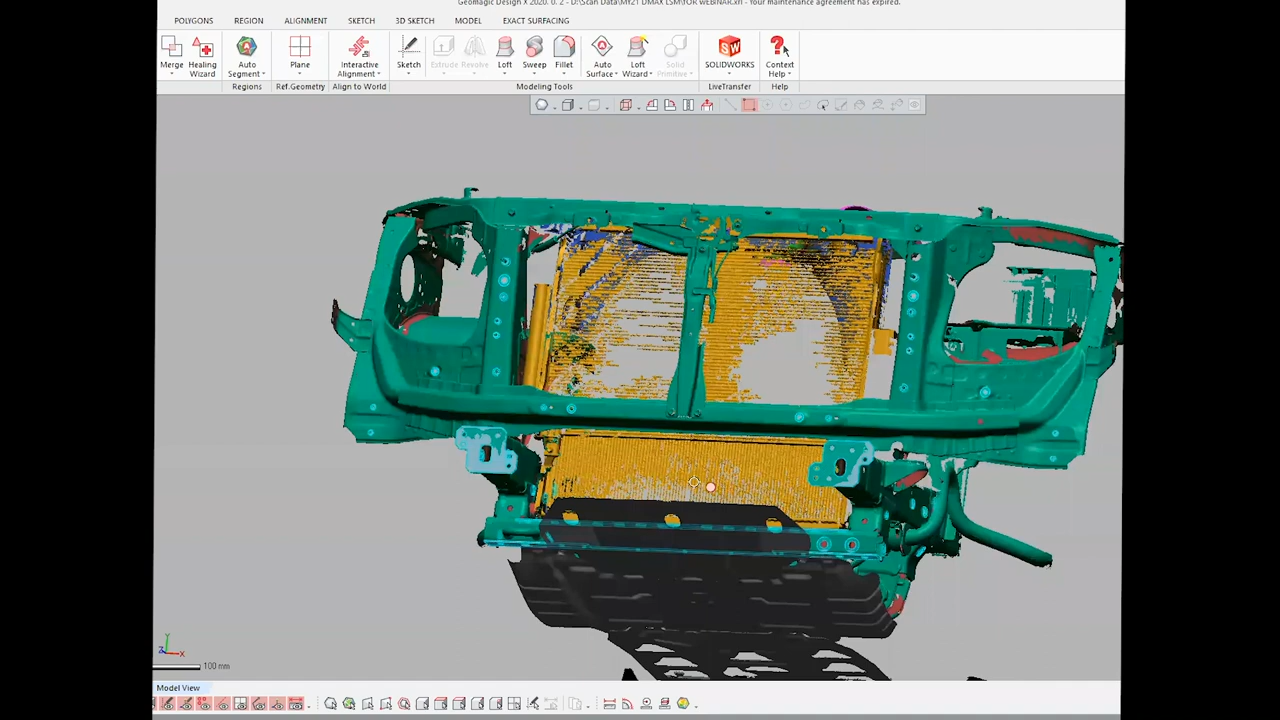 Geomagic Design X 2020. 0. 2 - D:\Scan Data\MY21 DMAX LSM\FOR WEBINAR.xrl - Your maintenance agreement has expired.
POLYGONS REGION ALIGNMENT SKETCH 3D SKETCH MODEL EXACT SURFACING
Merge Healing Wizard Auto Segment Plane Interactive Alignment Sketch Extrude Revolve Loft Sweep Fillet Auto Surface Loft Wizard Solid Primitive SOLIDWORKS Context Help
Regions Ref.Geometry Align to World Modeling Tools LiveTransfer Help
Y
Z X
100 mm
Model View